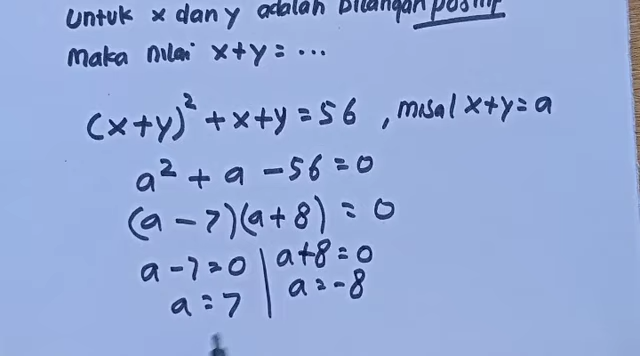 untuk x dan y adalah bilangan positif
maka nilai x+y = ...
(x+y)² + x+y = 56 , misal x+y = a
a² + a - 56 = 0
(a - 7)(a + 8) = 0
a - 7 = 0 | a + 8 = 0
a = 7 | a = -8